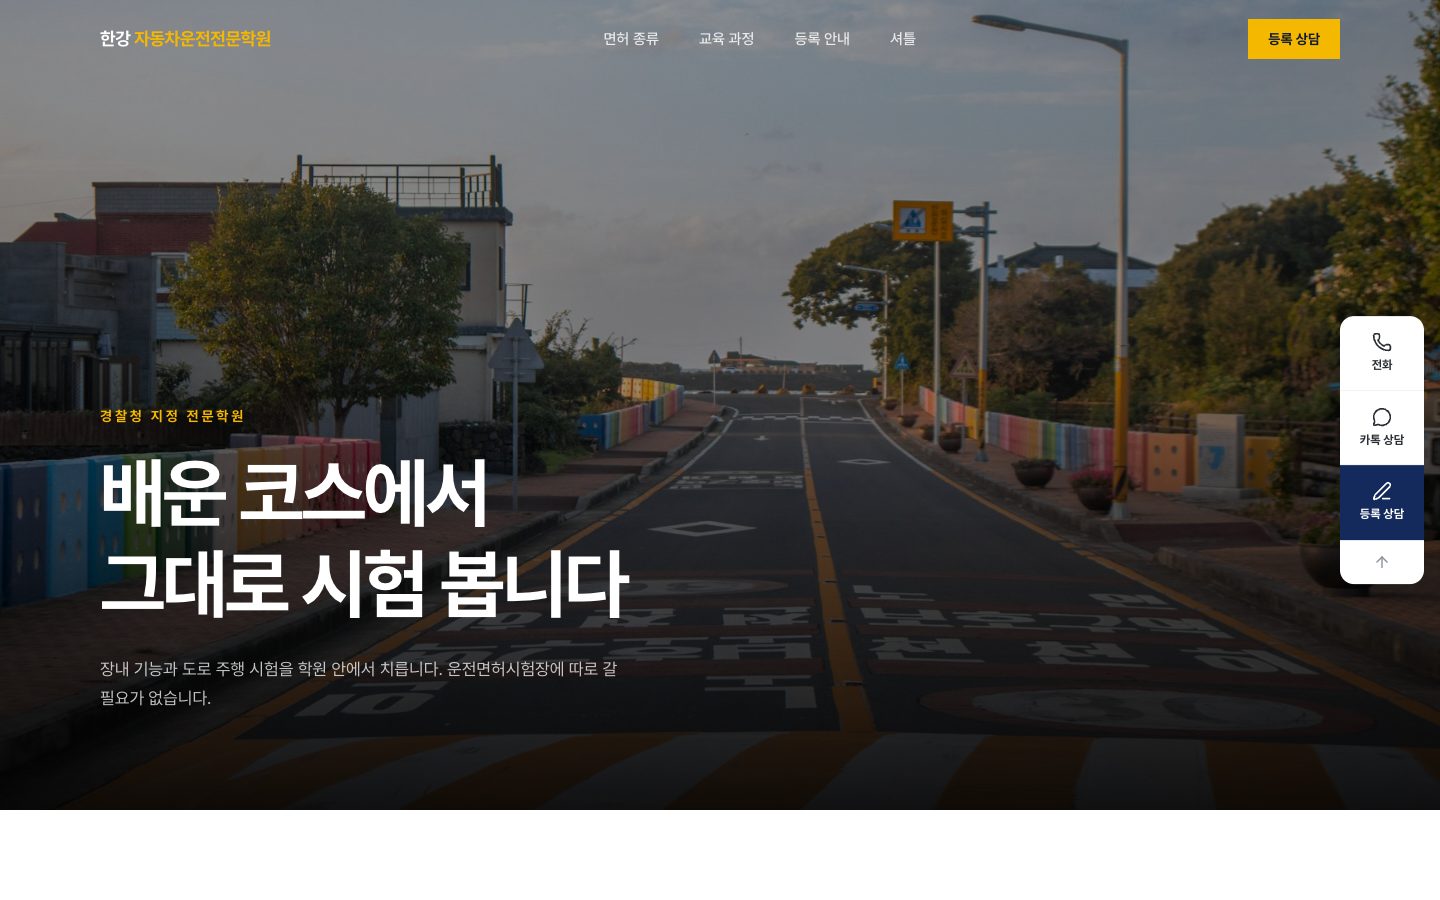 한강 자동차운전전문학원
면허 종류
교육 과정
등록 안내
셔틀
등록 상담
전화
카톡 상담
등록 상담
경찰청 지정 전문학원
배운 코스에서
그대로 시험 봅니다
장내 기능과 도로 주행 시험을 학원 안에서 치릅니다. 운전면허시험장에 따로 갈
필요가 없습니다.
30